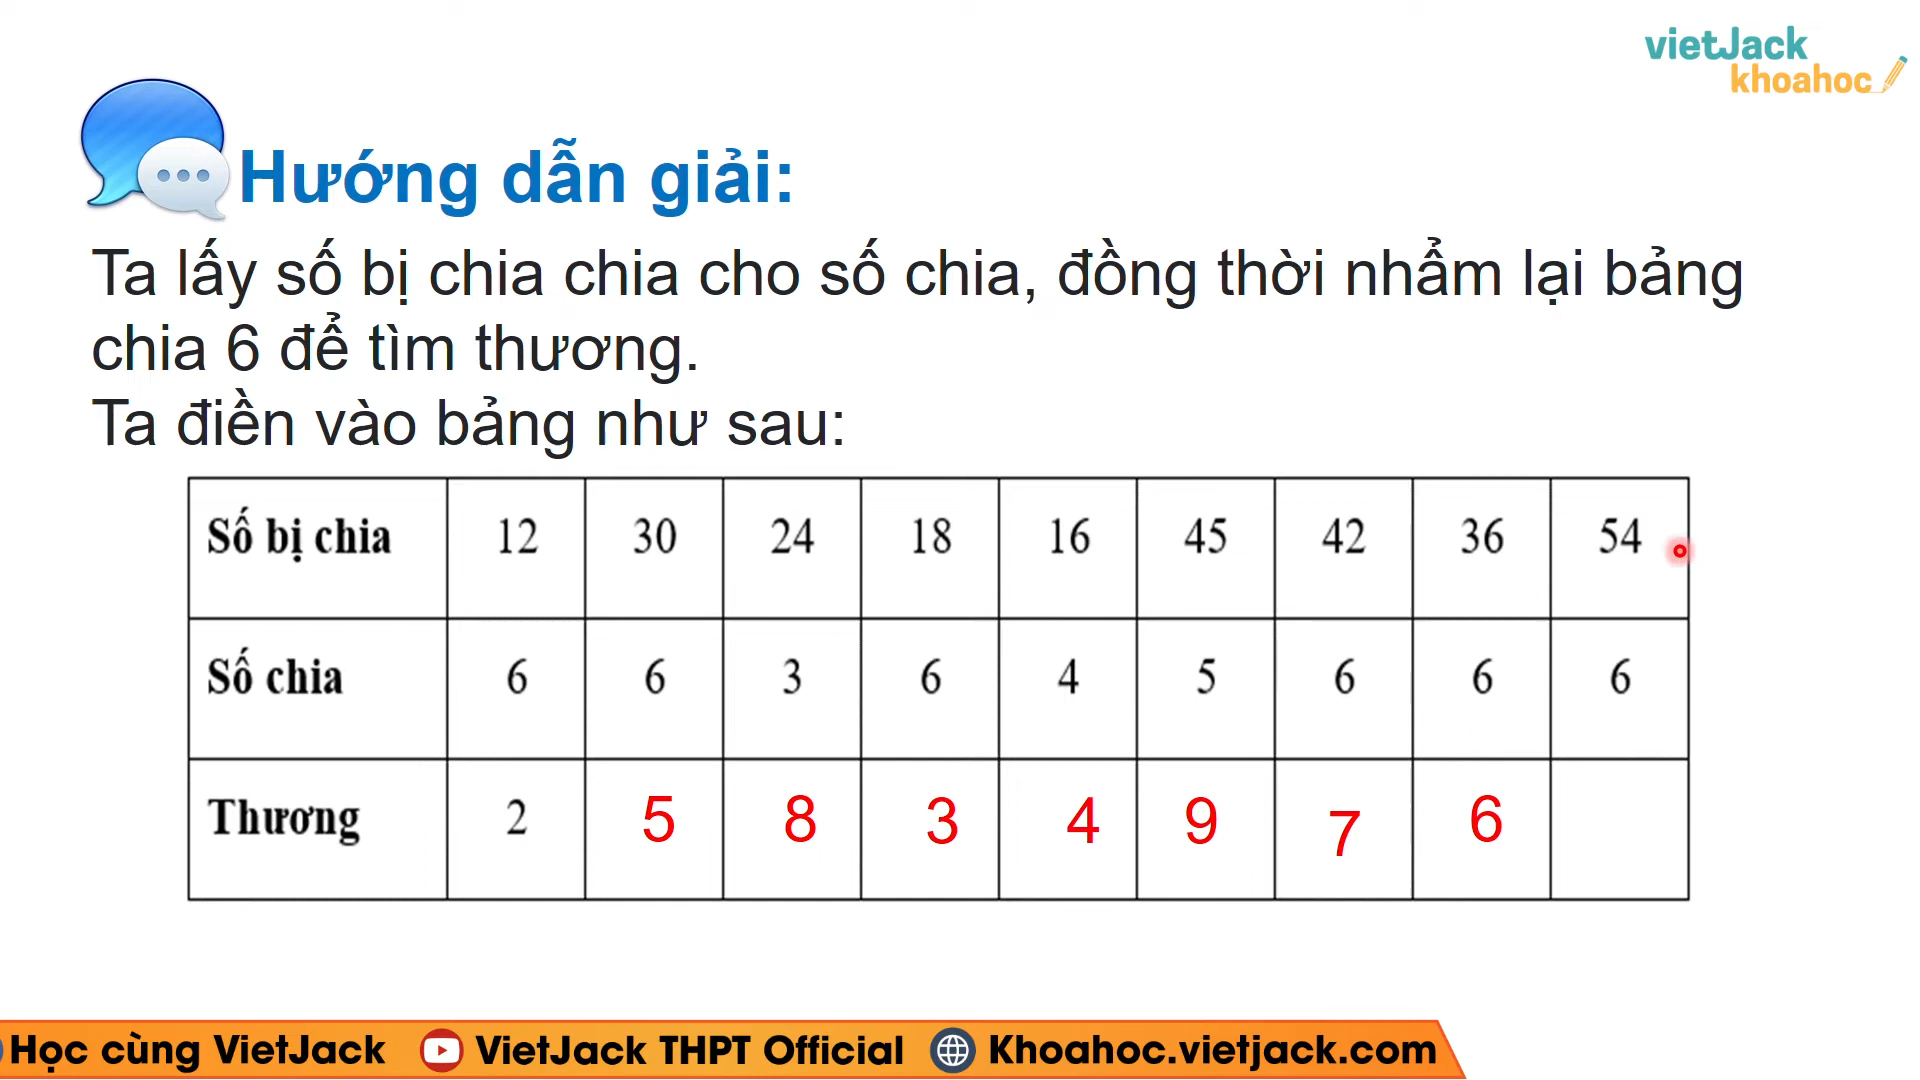 vietJack
khoahoc
Hướng dẫn giải:
Ta lấy số bị chia chia cho số chia, đồng thời nhẩm lại bảng
chia 6 để tìm thương.
Ta điền vào bảng như sau:
Số bị chia 12 30 24 18 16 45 42 36 54
Số chia 6 6 3 6 4 5 6 6 6
Thương 2 5 8 3 4 9 7 6
Học cùng VietJack VietJack THPT Official Khoahoc.vietjack.com